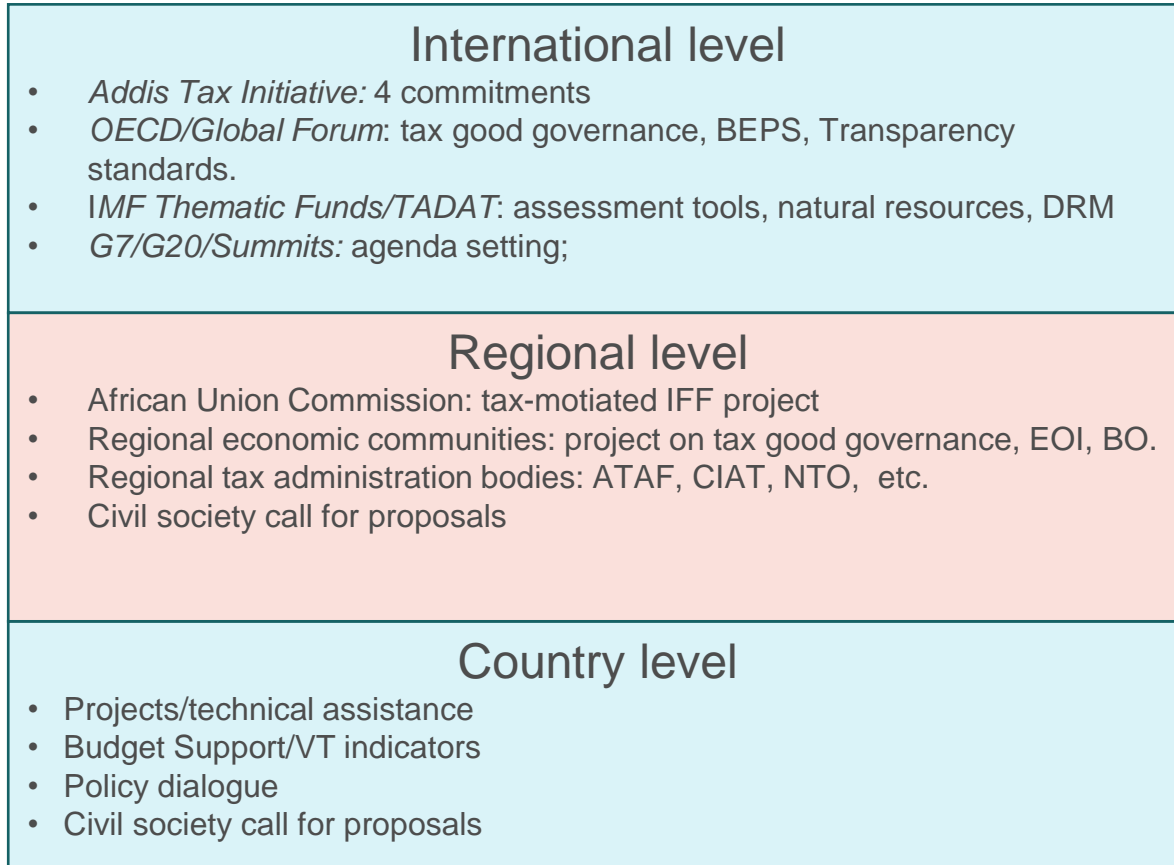 International level
• Addis Tax Initiative: 4 commitments
• OECD/Global Forum: tax good governance, BEPS, Transparency
standards.
• IMF Thematic Funds/TADAT: assessment tools, natural resources, DRM
• G7/G20/Summits: agenda setting;
Regional level
• African Union Commission: tax-motiated IFF project
• Regional economic communities: project on tax good governance, EOI, BO.
• Regional tax administration bodies: ATAF, CIAT, NTO, etc.
• Civil society call for proposals
Country level
• Projects/technical assistance
• Budget Support/VT indicators
• Policy dialogue
• Civil society call for proposals